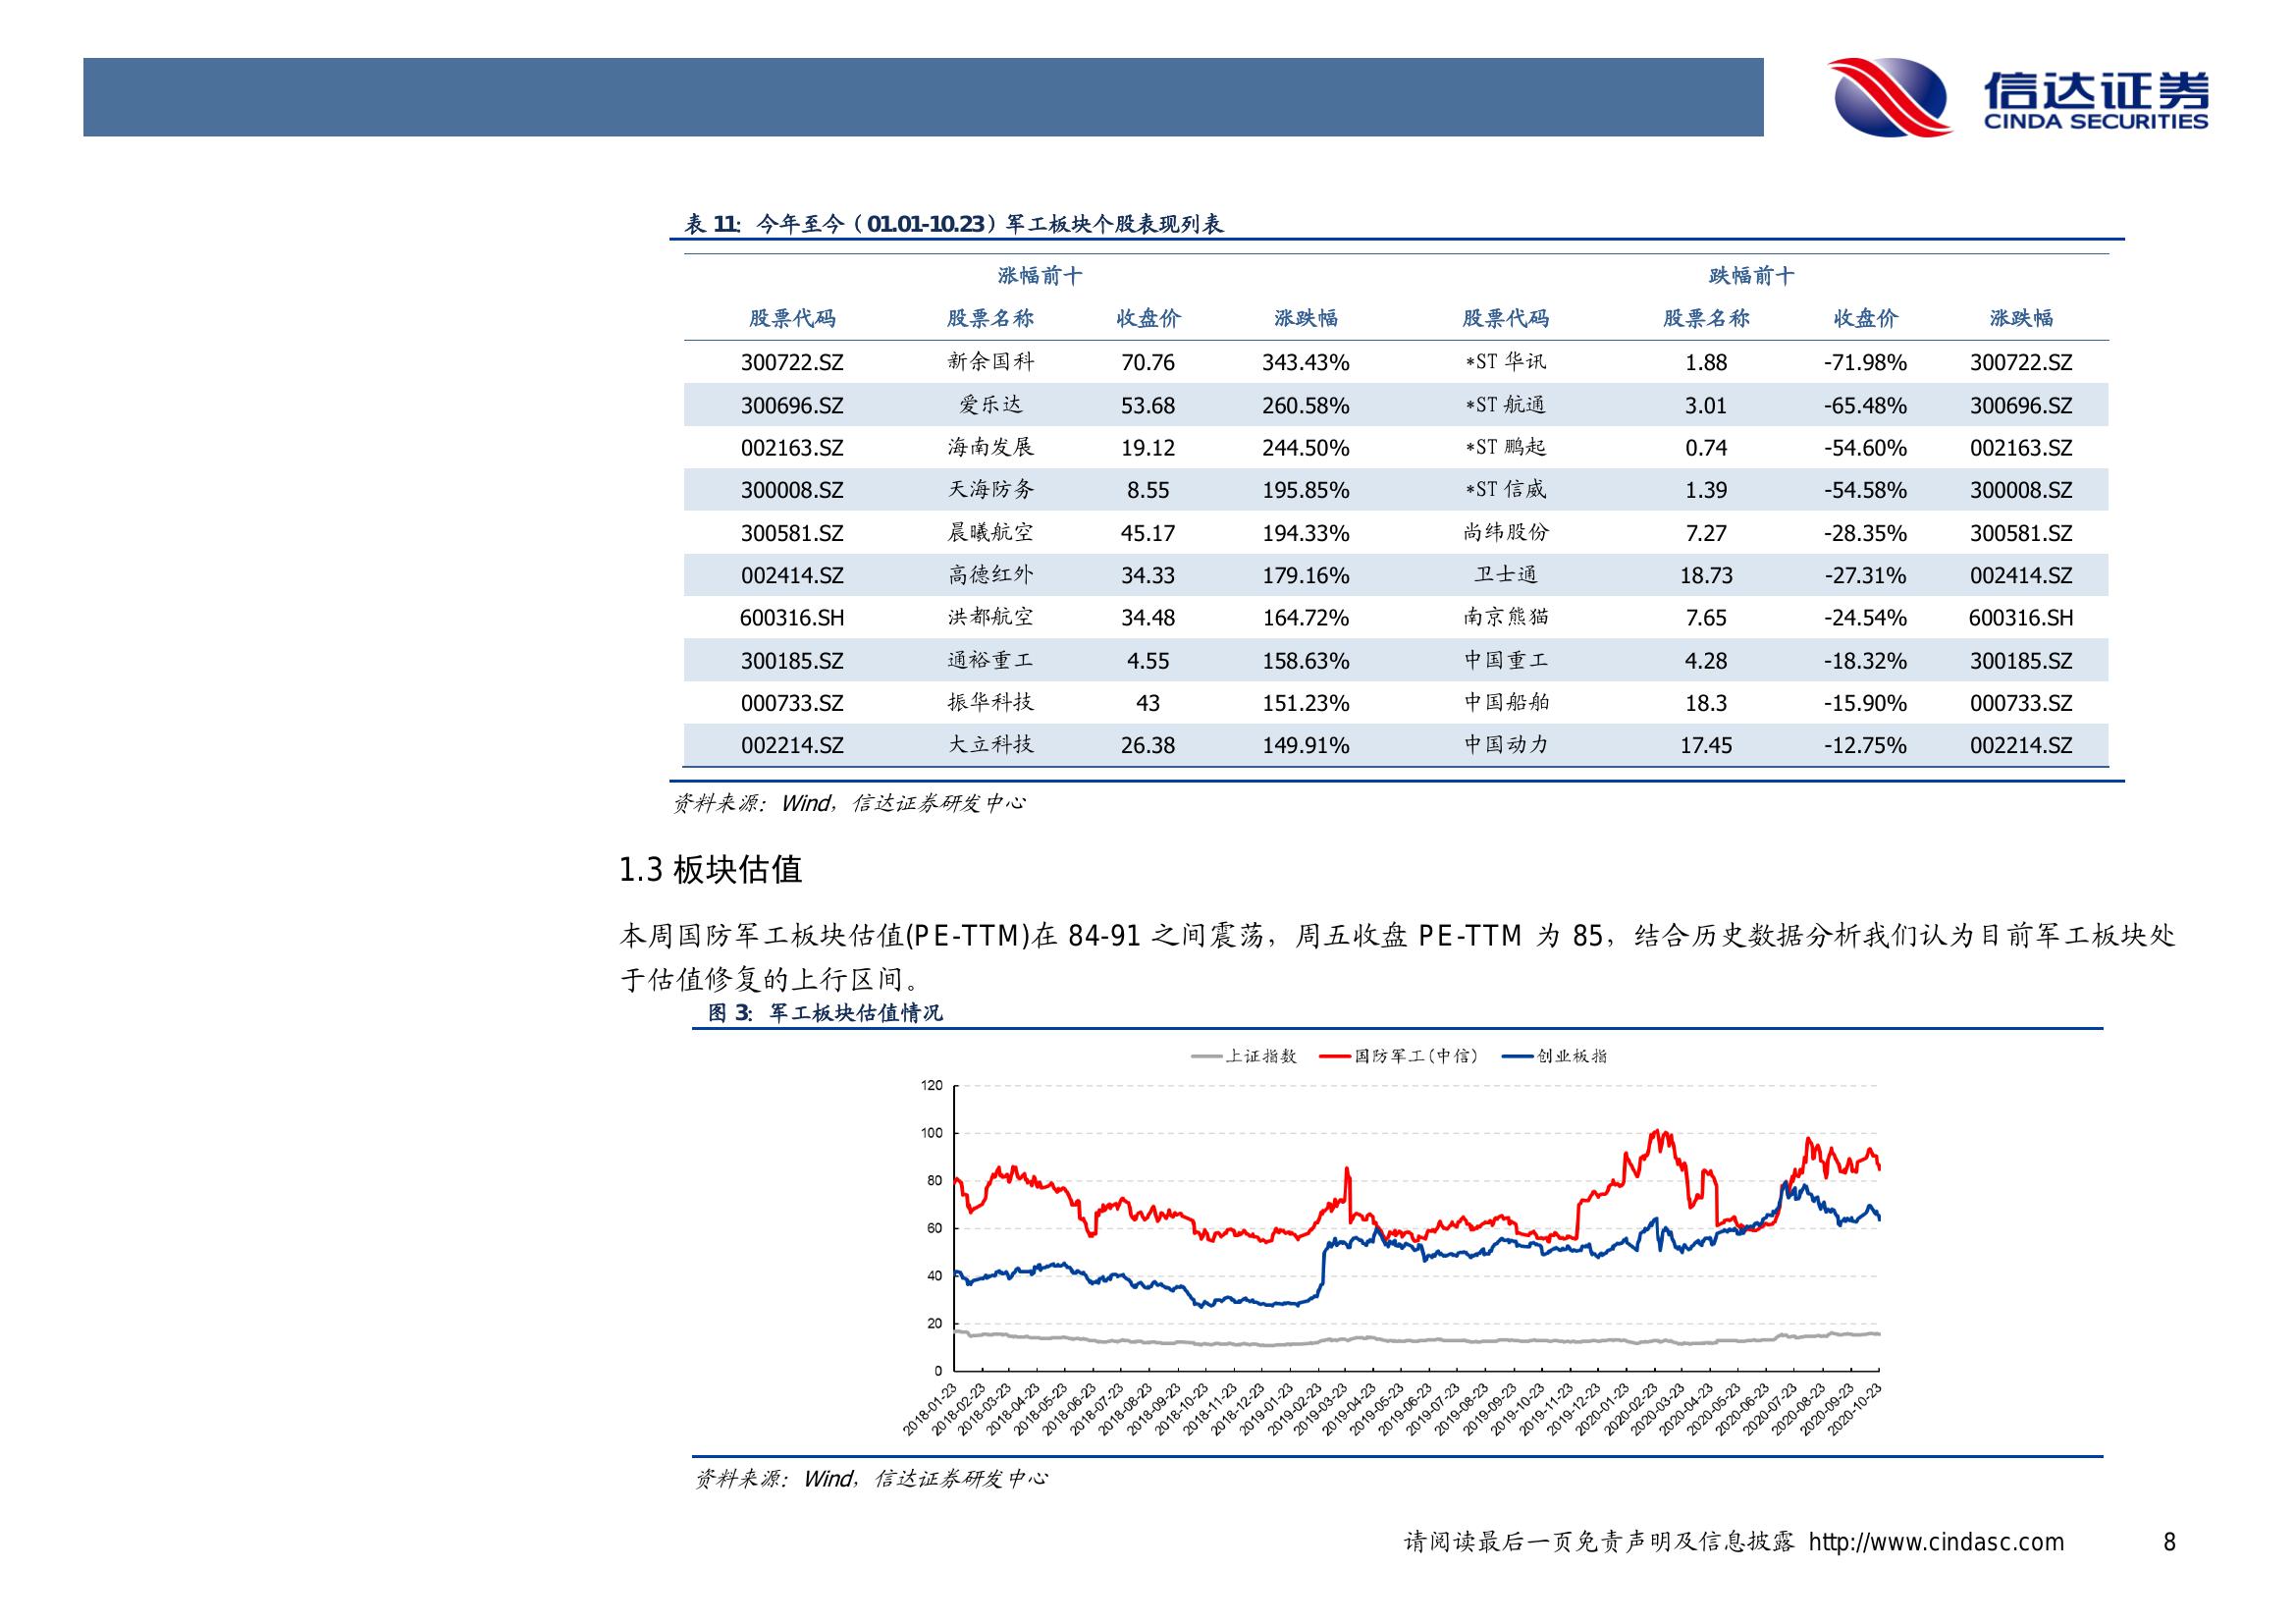 信达证券
CINDA SECURITIES
表 11: 今年至今（01.01-10.23）军工板块个股表现列表
涨幅前十 跌幅前十
股票代码 股票名称 收盘价 涨跌幅 股票代码 股票名称 收盘价 涨跌幅
300722.SZ 新余国科 70.76 343.43% *ST 华讯 1.88 -71.98% 300722.SZ
300696.SZ 爱乐达 53.68 260.58% *ST 航通 3.01 -65.48% 300696.SZ
002163.SZ 海南发展 19.12 244.50% *ST 鹏起 0.74 -54.60% 002163.SZ
300008.SZ 天海防务 8.55 195.85% *ST 信威 1.39 -54.58% 300008.SZ
300581.SZ 晨曦航空 45.17 194.33% 尚纬股份 7.27 -28.35% 300581.SZ
002414.SZ 高德红外 34.33 179.16% 卫士通 18.73 -27.31% 002414.SZ
600316.SH 洪都航空 34.48 164.72% 南京熊猫 7.65 -24.54% 600316.SH
300185.SZ 通裕重工 4.55 158.63% 中国重工 4.28 -18.32% 300185.SZ
000733.SZ 振华科技 43 151.23% 中国船舶 18.3 -15.90% 000733.SZ
002214.SZ 大立科技 26.38 149.91% 中国动力 17.45 -12.75% 002214.SZ
资料来源：Wind，信达证券研发中心
1.3 板块估值
本周国防军工板块估值(PE-TTM)在 84-91 之间震荡，周五收盘 PE-TTM 为 85，结合历史数据分析我们认为目前军工板块处
于估值修复的上行区间。
图 3: 军工板块估值情况
上证指数 国防军工(中信) 创业板指
120
100
80
60
40
20
0
2018-01-23 2018-02-23 2018-03-23 2018-04-23 2018-05-23 2018-06-23 2018-07-23 2018-08-23 2018-09-23 2018-10-23 2018-11-23 2018-12-23 2019-01-23 2019-02-23 2019-03-23 2019-04-23 2019-05-23 2019-06-23 2019-07-23 2019-08-23 2019-09-23 2019-10-23 2019-11-23 2019-12-23 2020-01-23 2020-02-23 2020-03-23 2020-04-23 2020-05-23 2020-06-23 2020-07-23 2020-08-23 2020-09-23 2020-10-23
资料来源：Wind，信达证券研发中心
请阅读最后一页免责声明及信息披露 http://www.cindasc.com 8